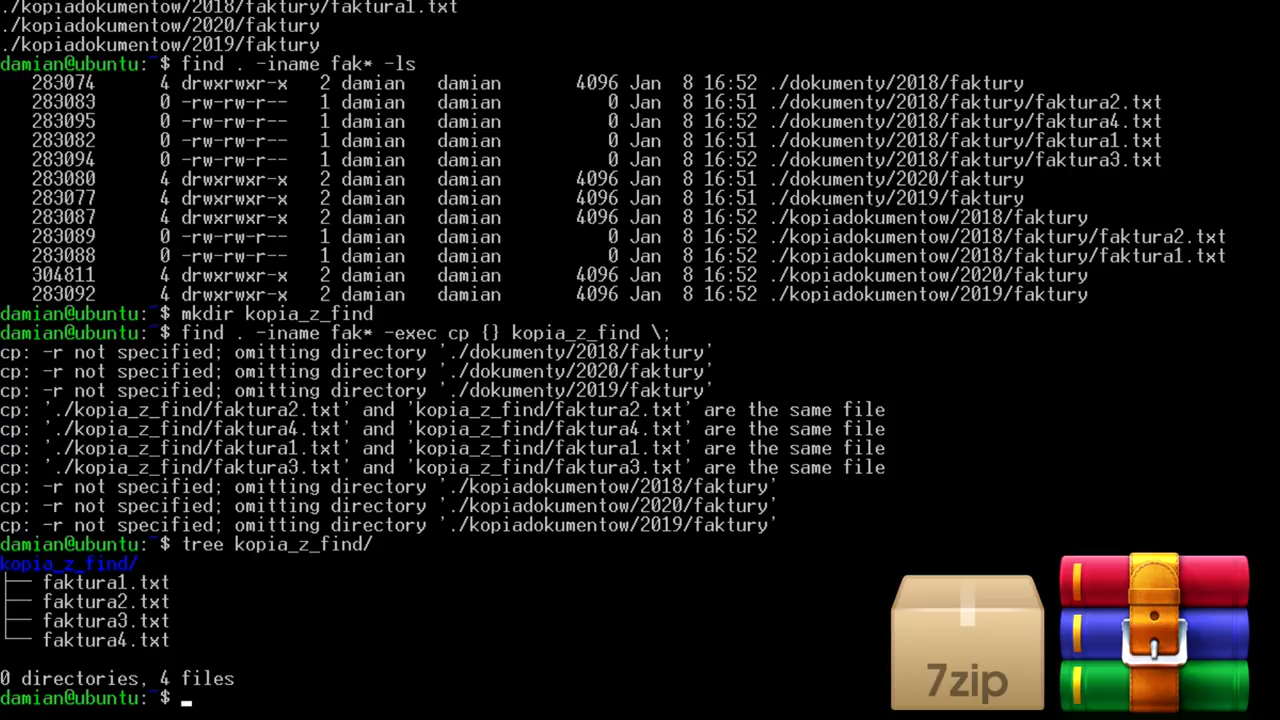 ./kopiadokumentow/2018/faktury/faktura1.txt
./kopiadokumentow/2020/faktury
./kopiadokumentow/2019/faktury
damian@ubuntu:~$ find . -iname fak* -ls
283074 4 drwxrwxr-x 2 damian damian 4096 Jan 8 16:52 ./dokumenty/2018/faktury
283083 0 -rw-rw-r-- 1 damian damian 0 Jan 8 16:51 ./dokumenty/2018/faktury/faktura2.txt
283095 0 -rw-rw-r-- 1 damian damian 0 Jan 8 16:52 ./dokumenty/2018/faktury/faktura4.txt
283082 0 -rw-rw-r-- 1 damian damian 0 Jan 8 16:51 ./dokumenty/2018/faktury/faktura1.txt
283094 0 -rw-rw-r-- 1 damian damian 0 Jan 8 16:52 ./dokumenty/2018/faktury/faktura3.txt
283080 4 drwxrwxr-x 2 damian damian 4096 Jan 8 16:51 ./dokumenty/2020/faktury
283077 4 drwxrwxr-x 2 damian damian 4096 Jan 8 16:51 ./dokumenty/2019/faktury
283087 4 drwxrwxr-x 2 damian damian 4096 Jan 8 16:52 ./kopiadokumentow/2018/faktury
283089 0 -rw-rw-r-- 1 damian damian 0 Jan 8 16:52 ./kopiadokumentow/2018/faktury/faktura2.txt
283088 0 -rw-rw-r-- 1 damian damian 0 Jan 8 16:52 ./kopiadokumentow/2018/faktury/faktura1.txt
304811 4 drwxrwxr-x 2 damian damian 4096 Jan 8 16:52 ./kopiadokumentow/2020/faktury
283092 4 drwxrwxr-x 2 damian damian 4096 Jan 8 16:52 ./kopiadokumentow/2019/faktury
damian@ubuntu:~$ mkdir kopia_z_find
damian@ubuntu:~$ find . -iname fak* -exec cp {} kopia_z_find \;
cp: -r not specified; omitting directory './dokumenty/2018/faktury'
cp: -r not specified; omitting directory './dokumenty/2020/faktury'
cp: -r not specified; omitting directory './dokumenty/2019/faktury'
cp: './kopia_z_find/faktura2.txt' and 'kopia_z_find/faktura2.txt' are the same file
cp: './kopia_z_find/faktura4.txt' and 'kopia_z_find/faktura4.txt' are the same file
cp: './kopia_z_find/faktura1.txt' and 'kopia_z_find/faktura1.txt' are the same file
cp: './kopia_z_find/faktura3.txt' and 'kopia_z_find/faktura3.txt' are the same file
cp: -r not specified; omitting directory './kopiadokumentow/2018/faktury'
cp: -r not specified; omitting directory './kopiadokumentow/2020/faktury'
cp: -r not specified; omitting directory './kopiadokumentow/2019/faktury'
damian@ubuntu:~$ tree kopia_z_find/
kopia_z_find/
├── faktura1.txt
├── faktura2.txt
├── faktura3.txt
└── faktura4.txt
0 directories, 4 files
damian@ubuntu:~$
7zip